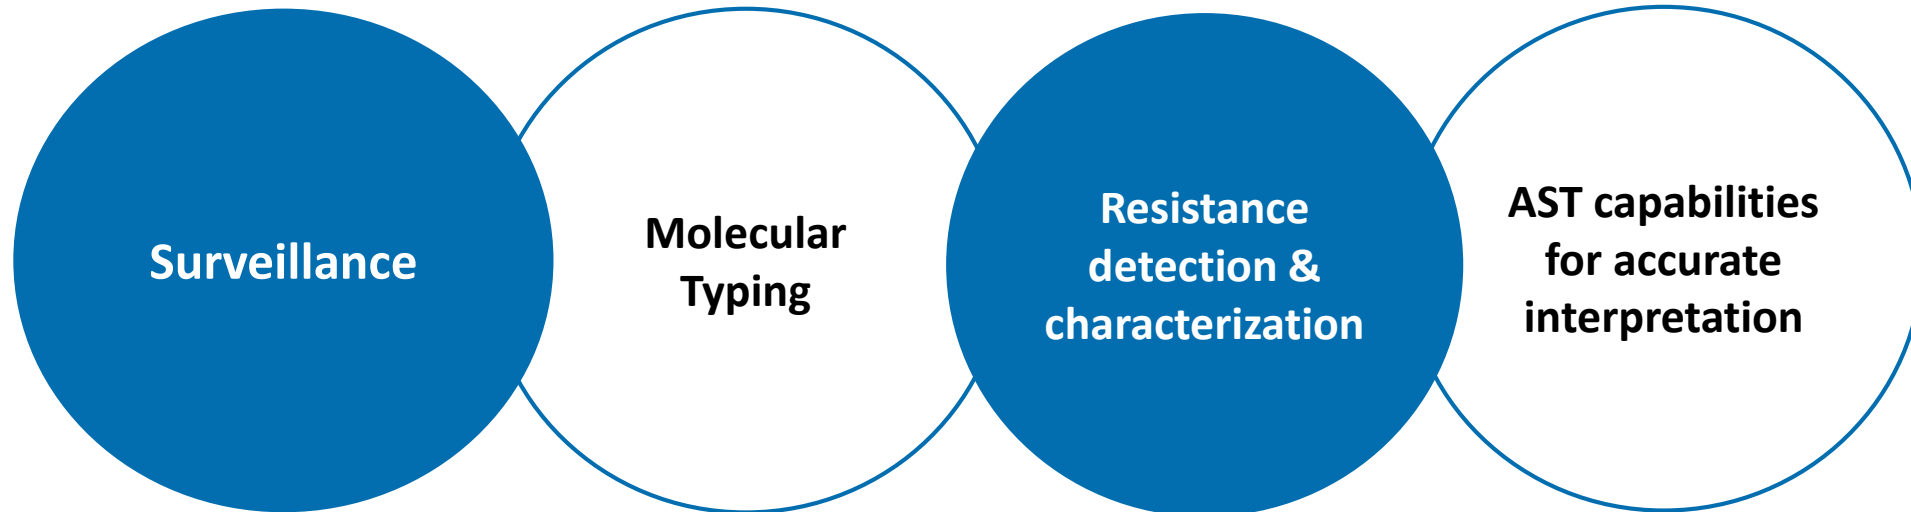 Surveillance
Molecular
Typing
Resistance
detection &
characterization
AST capabilities
for accurate
interpretation